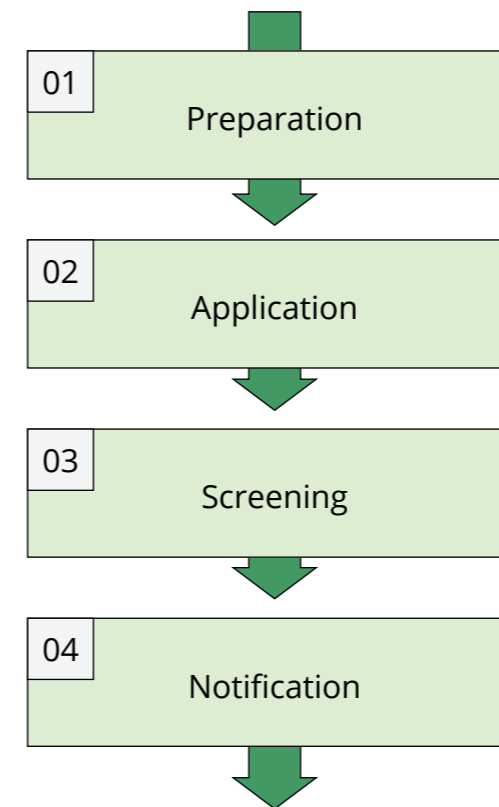 01
Preparation
02
Application
03
Screening
04
Notification